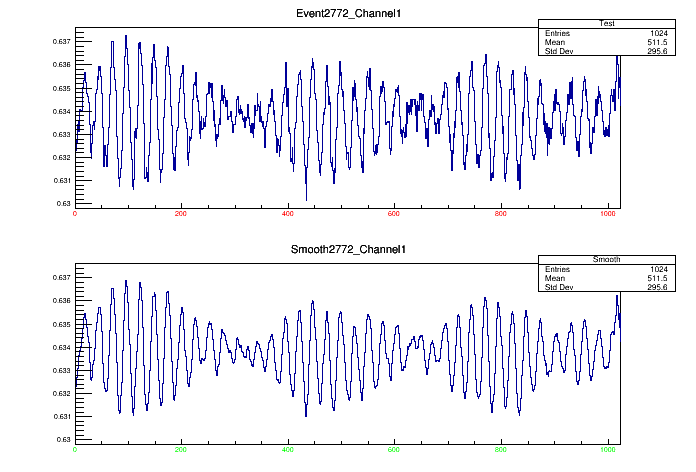 Event2772_Channel1
Test
Entries 1024
Mean 511.5
Std Dev 295.6
0.637
0.636
0.635
0.634
0.633
0.632
0.631
0.63
0 200 400 600 800 1000
Smooth2772_Channel1
Smooth
Entries 1024
Mean 511.5
Std Dev 295.6
0.637
0.636
0.635
0.634
0.633
0.632
0.631
0.63
0 200 400 600 800 1000